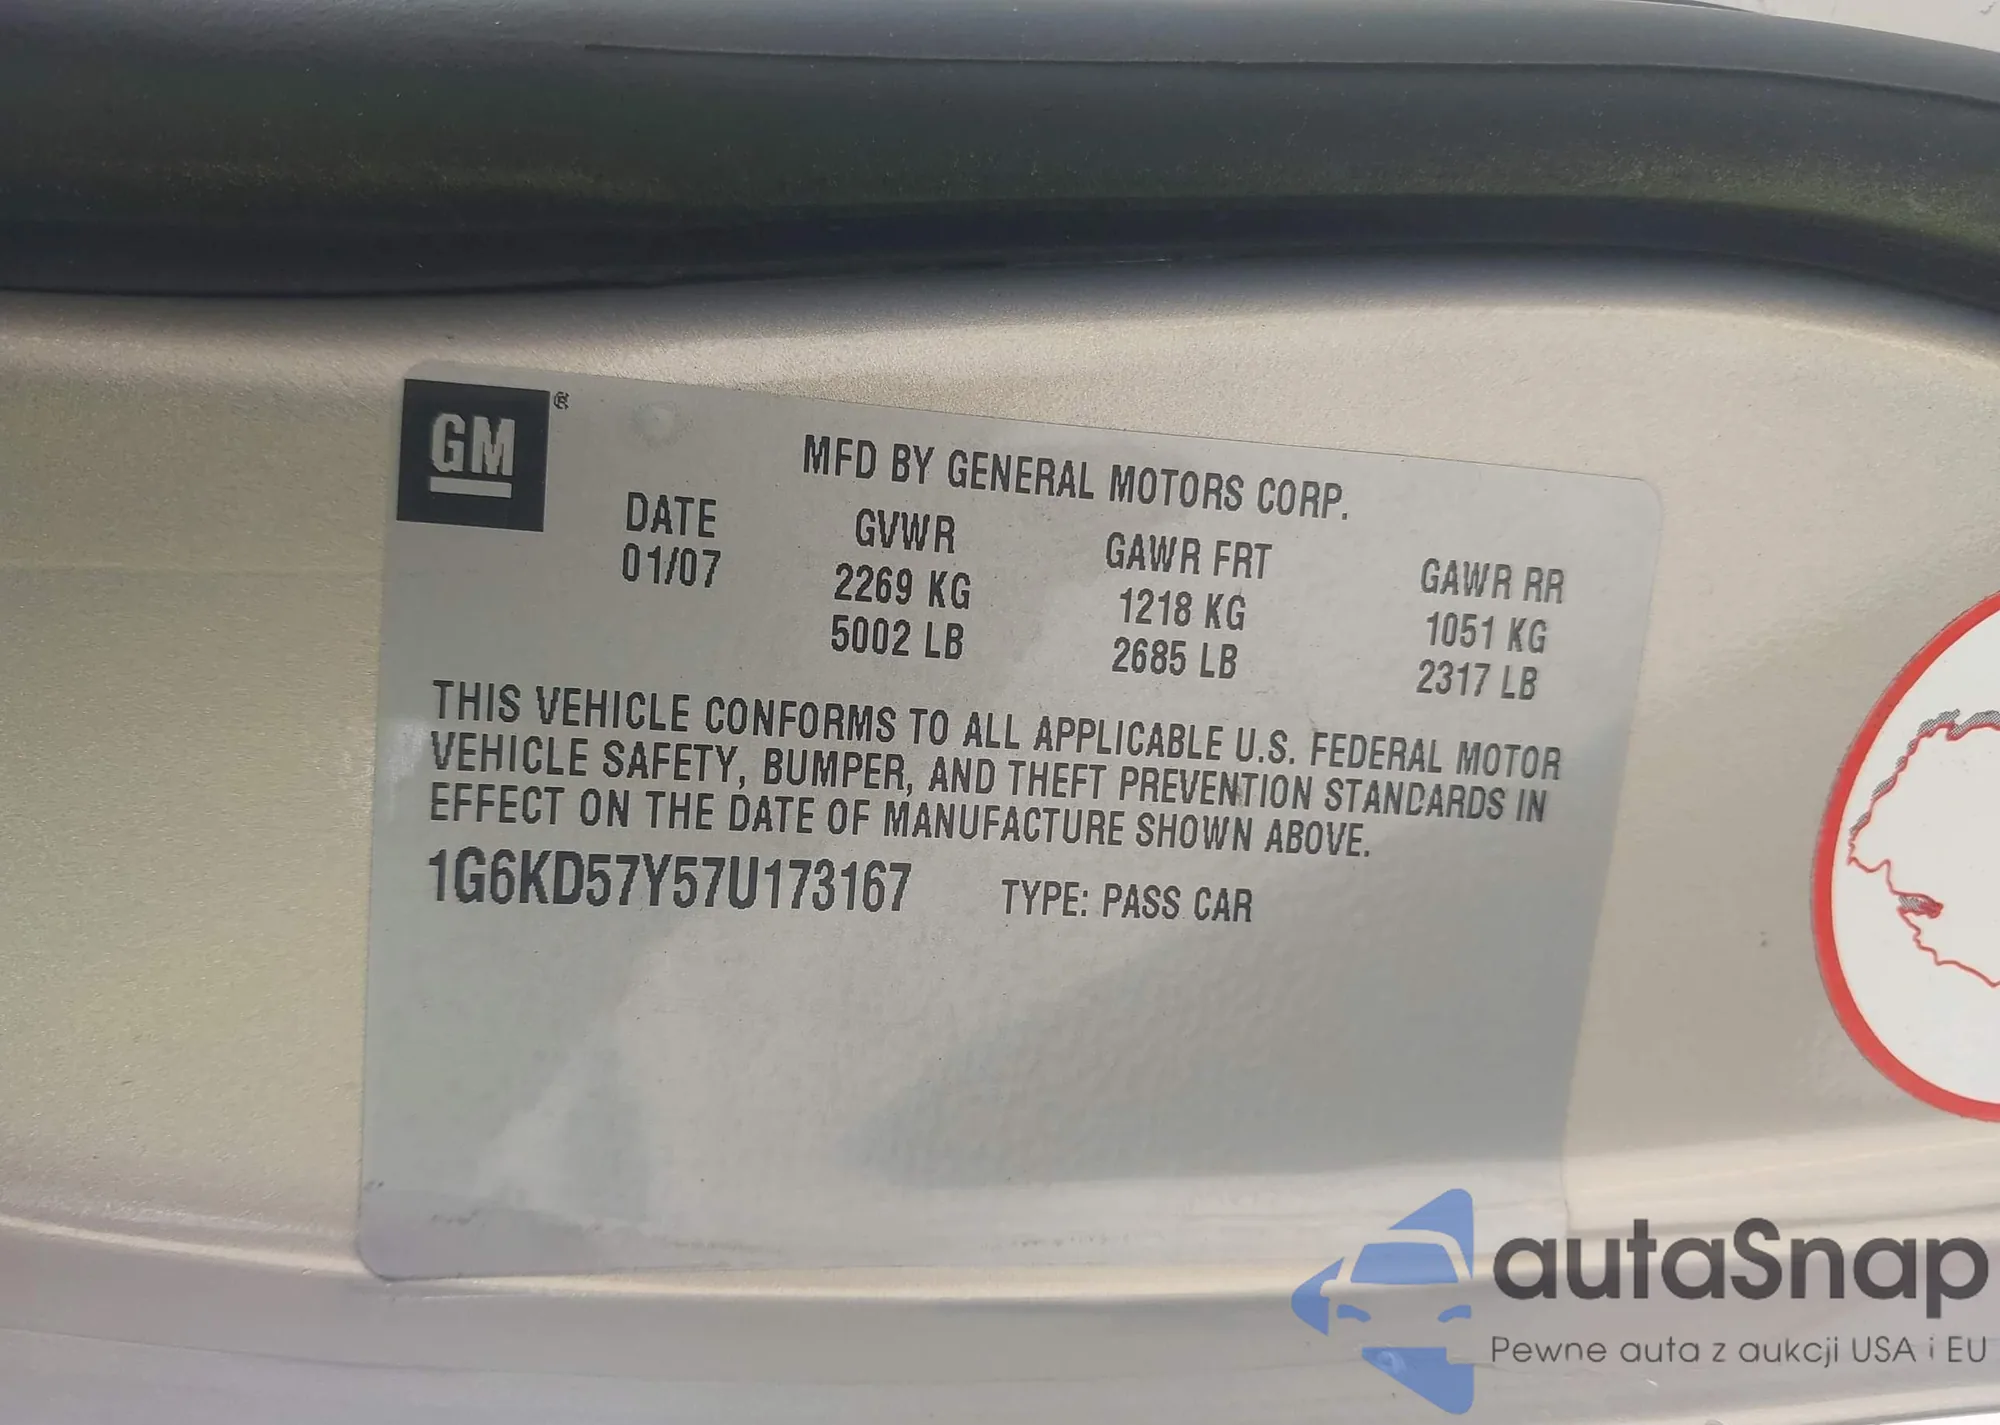 GM ®
MFD BY GENERAL MOTORS CORP.
DATE GVWR GAWR FRT GAWR RR
01/07 2269 KG 1218 KG 1051 KG
5002 LB 2685 LB 2317 LB
THIS VEHICLE CONFORMS TO ALL APPLICABLE U.S. FEDERAL MOTOR
VEHICLE SAFETY, BUMPER, AND THEFT PREVENTION STANDARDS IN
EFFECT ON THE DATE OF MANUFACTURE SHOWN ABOVE.
1G6KD57Y57U173167 TYPE: PASS CAR
autaSnap
Pewne auta z aukcji USA i EU